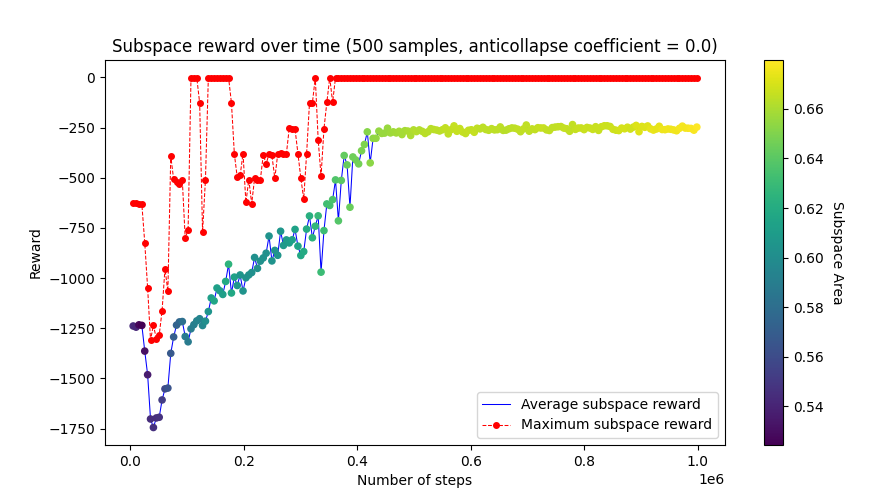 Subspace reward over time (500 samples, anticollapse coefficient = 0.0)
Reward
0
−250
−500
−750
−1000
−1250
−1500
−1750
0.0 0.2 0.4 0.6 0.8 1.0
1e6
Number of steps
Average subspace reward
Maximum subspace reward
0.66
0.64
0.62
0.60
0.58
0.56
0.54
Subspace Area